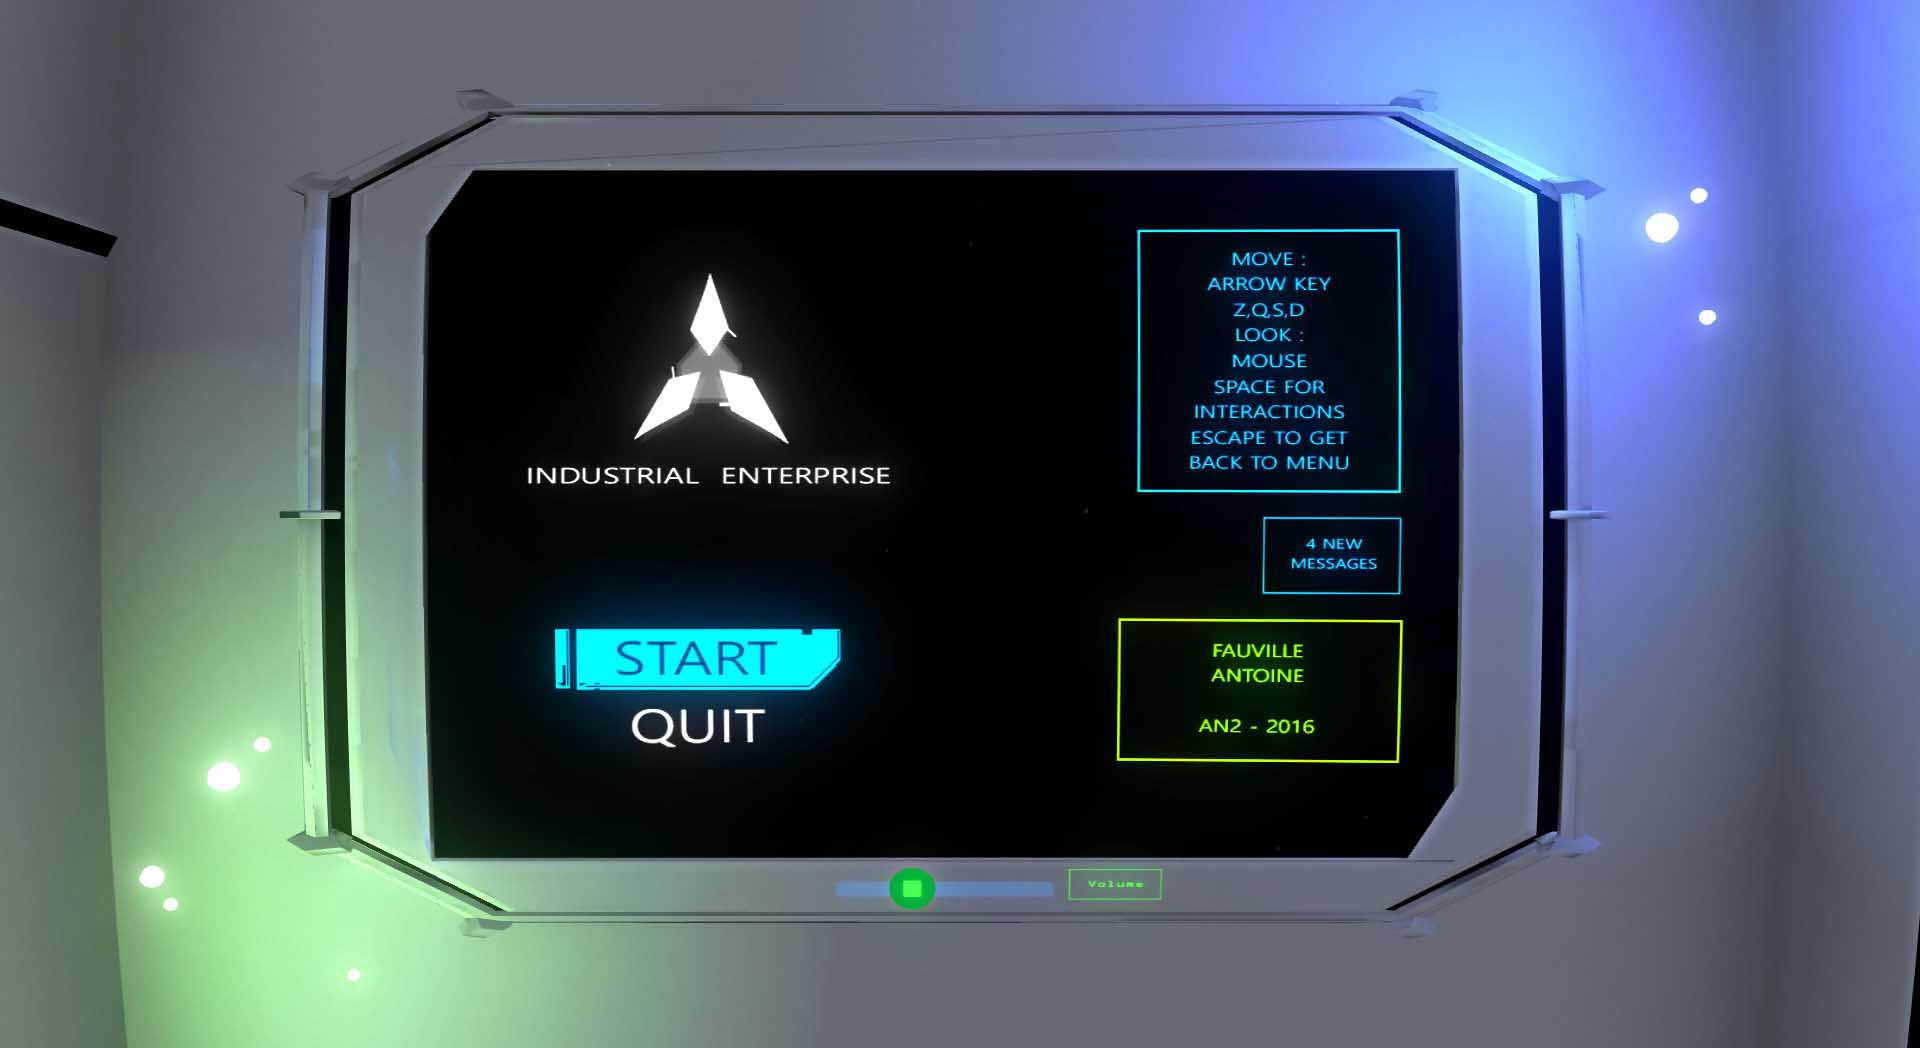 INDUSTRIAL ENTERPRISE
START
QUIT
MOVE :
ARROW KEY
Z,Q,S,D
LOOK :
MOUSE
SPACE FOR
INTERACTIONS
ESCAPE TO GET
BACK TO MENU
4 NEW
MESSAGES
FAUVILLE
ANTOINE
AN2 - 2016
Volume